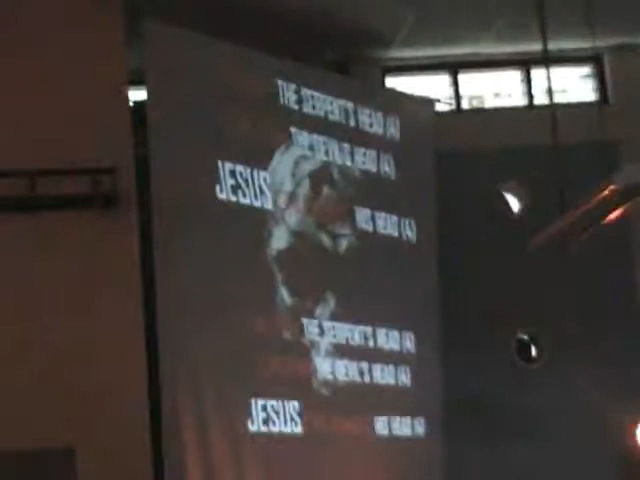 THE SERPENT'S HEAD (4)
THE DEVIL'S HEAD (4)
JESUS HIS HEAD (4)
THE SERPENT'S HEAD (4)
THE DEVIL'S HEAD (4)
JESUS HIS HEAD (4)